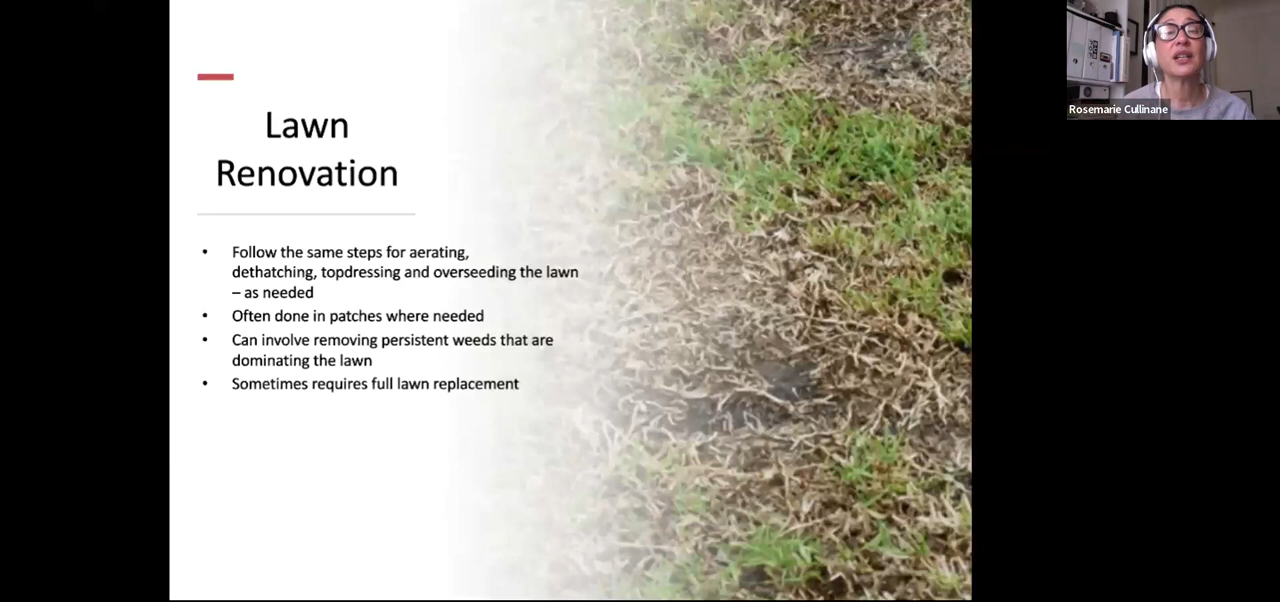 Lawn
Renovation
• Follow the same steps for aerating,
dethatching, topdressing and overseeding the lawn
– as needed
• Often done in patches where needed
• Can involve removing persistent weeds that are
dominating the lawn
• Sometimes requires full lawn replacement
Rosemarie Cullinane